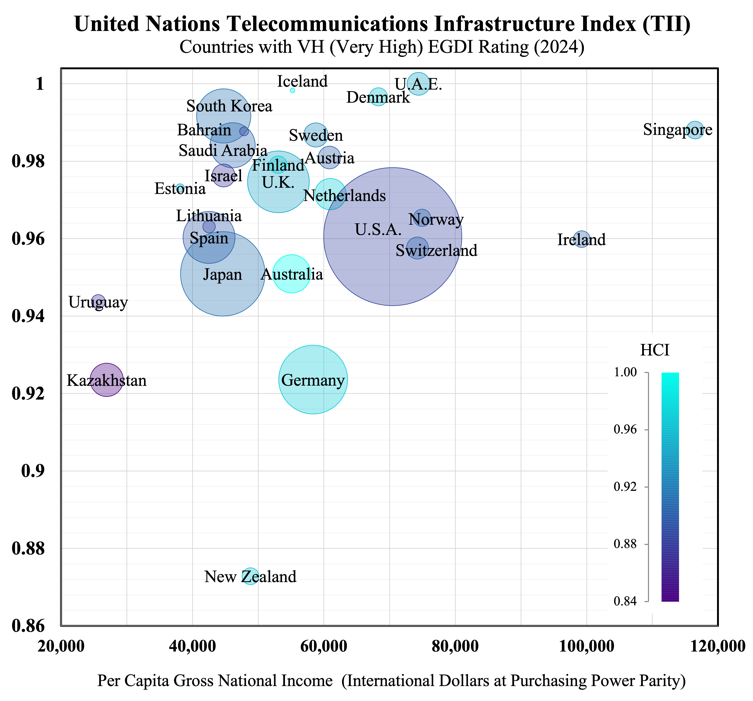 United Nations Telecommunications Infrastructure Index (TII)
Countries with VH (Very High) EGDI Rating (2024)
1
0.98
0.96
0.94
0.92
0.9
0.88
0.86
Iceland
U.A.E.
Denmark
South Korea
Bahrain
Sweden
Singapore
Saudi Arabia
Austria
Finland
Israel
U.K.
Estonia
Netherlands
Lithuania
Norway
U.S.A.
Spain
Ireland
Switzerland
Japan
Australia
Uruguay
Kazakhstan
Germany
New Zealand
HCI
1.00
0.96
0.92
0.88
0.84
20,000
40,000
60,000
80,000
100,000
120,000
Per Capita Gross National Income (International Dollars at Purchasing Power Parity)